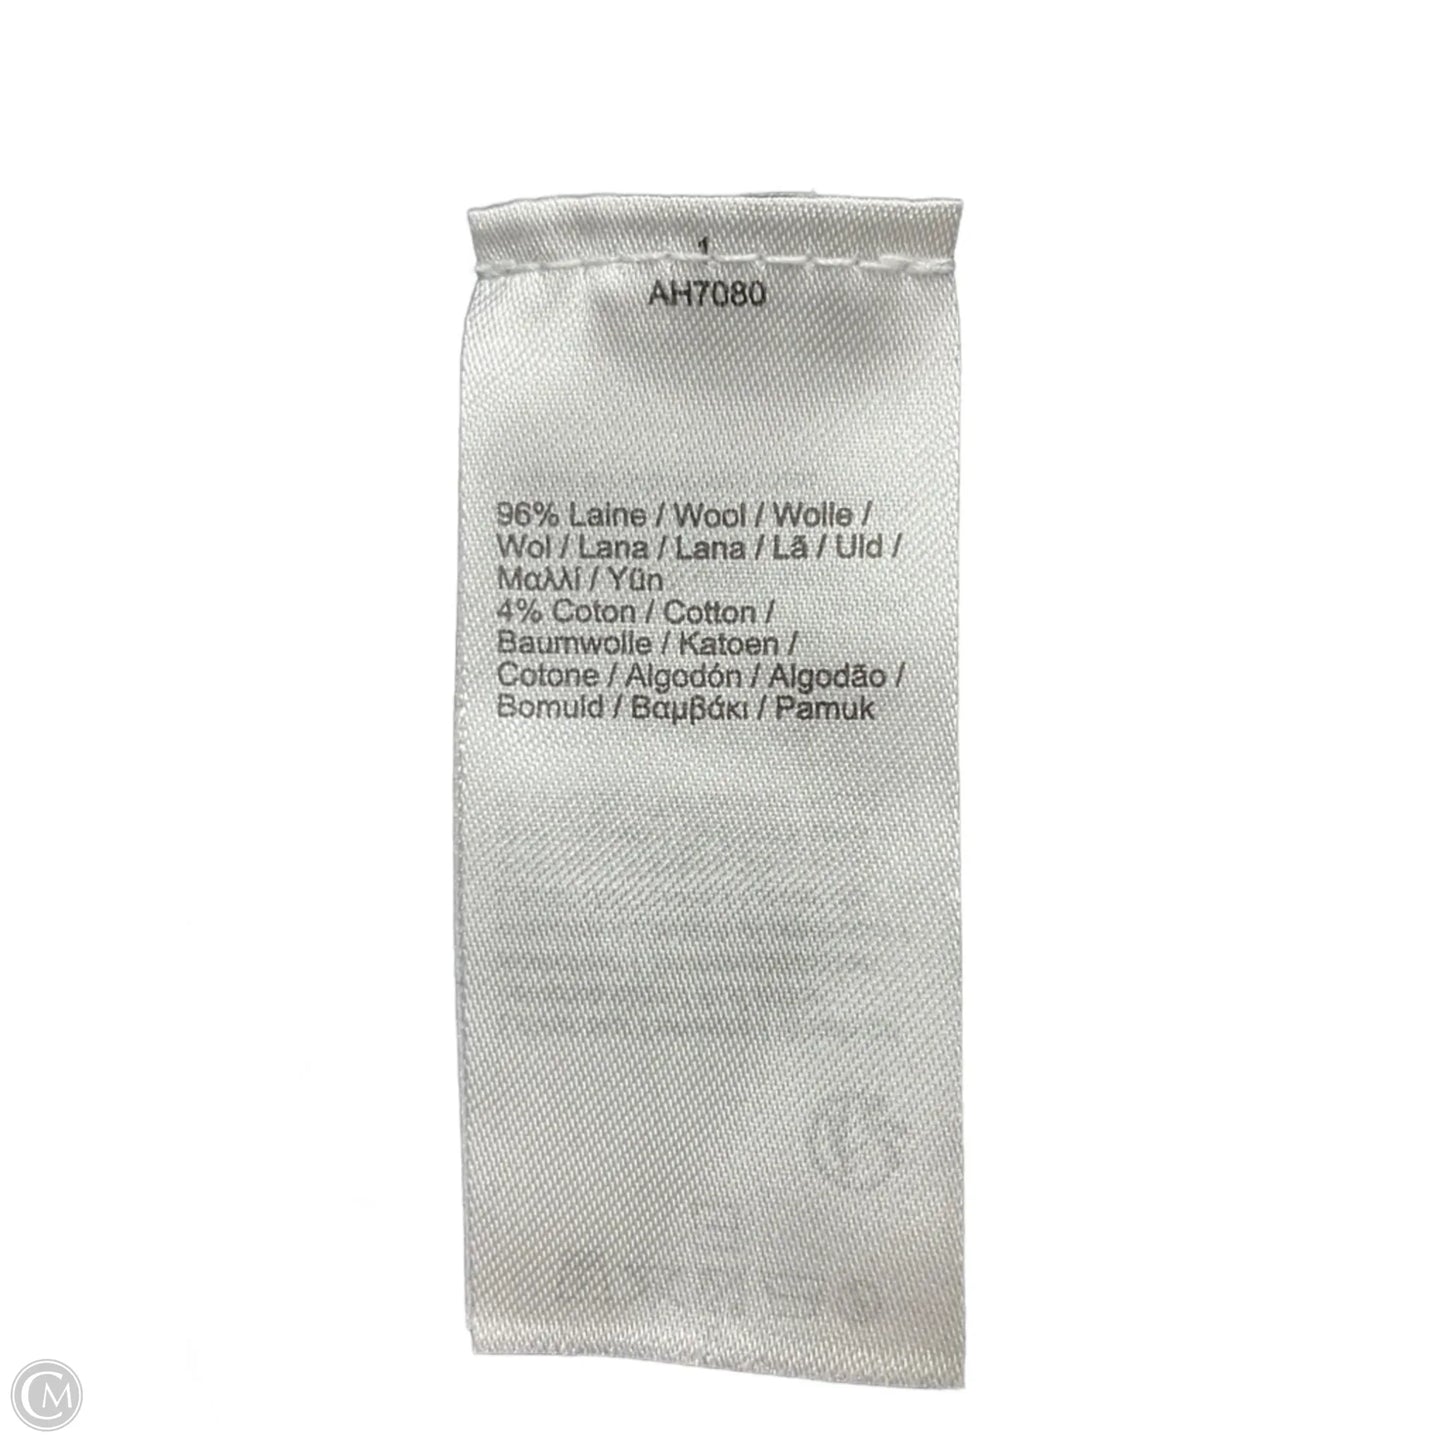 1
AH7080
96% Laine / Wool / Wolle /
Wol / Lana / Lana / Lã / Uld /
Μαλλί / Yün
4% Coton / Cotton /
Baumwolle / Katoen /
Cotone / Algodón / Algodão /
Bomuld / Βαμβάκι / Pamuk
CM